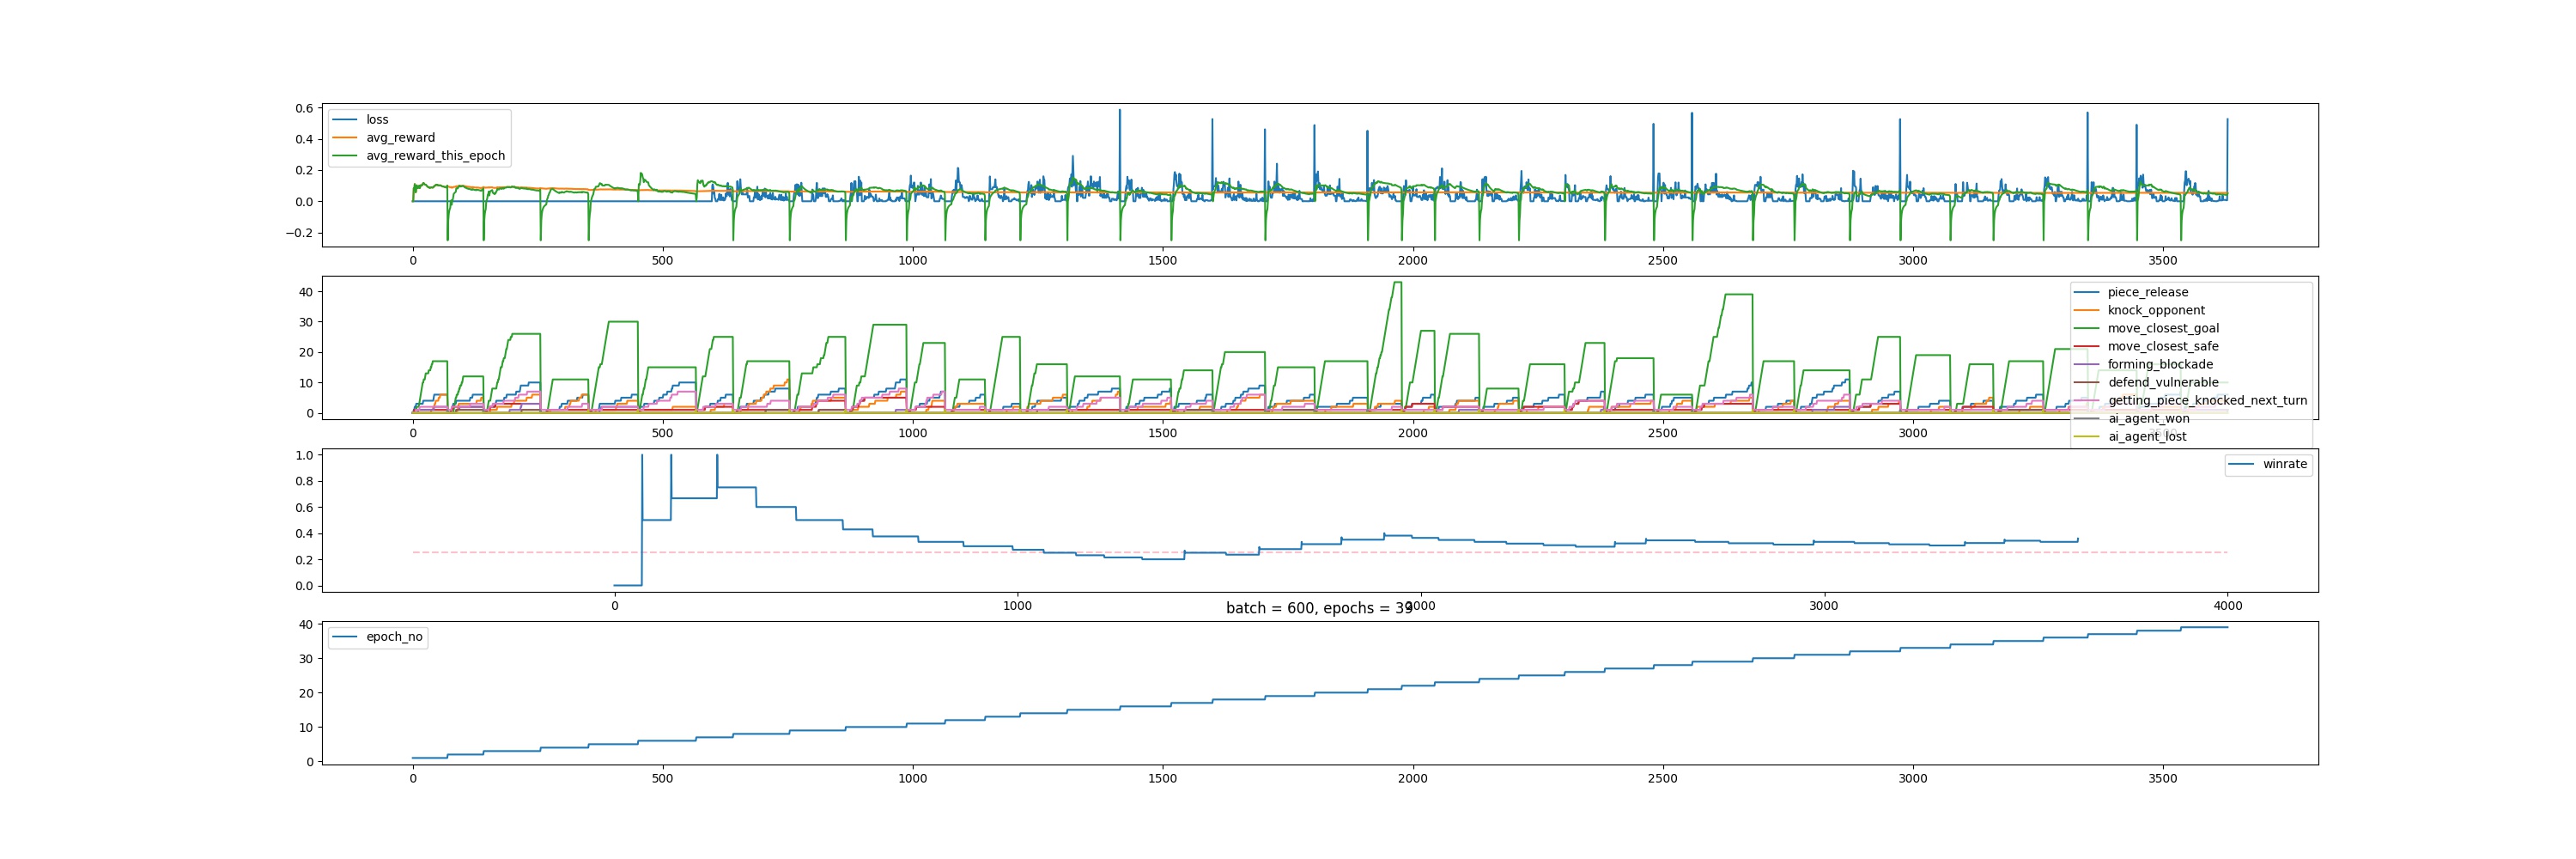 0.6
0.4
0.2
0.0
−0.2
loss
avg_reward
avg_reward_this_epoch
0 500 1000 1500 2000 2500 3000 3500
40
30
20
10
0
piece_release
knock_opponent
move_closest_goal
move_closest_safe
forming_blockade
defend_vulnerable
getting_piece_knocked_next_turn
ai_agent_won
ai_agent_lost
0 500 1000 1500 2000 2500 3000 3500
1.0
0.8
0.6
0.4
0.2
0.0
winrate
0 1000 2000 3000 4000
batch = 600, epochs = 39
40
30
20
10
0
epoch_no
0 500 1000 1500 2000 2500 3000 3500